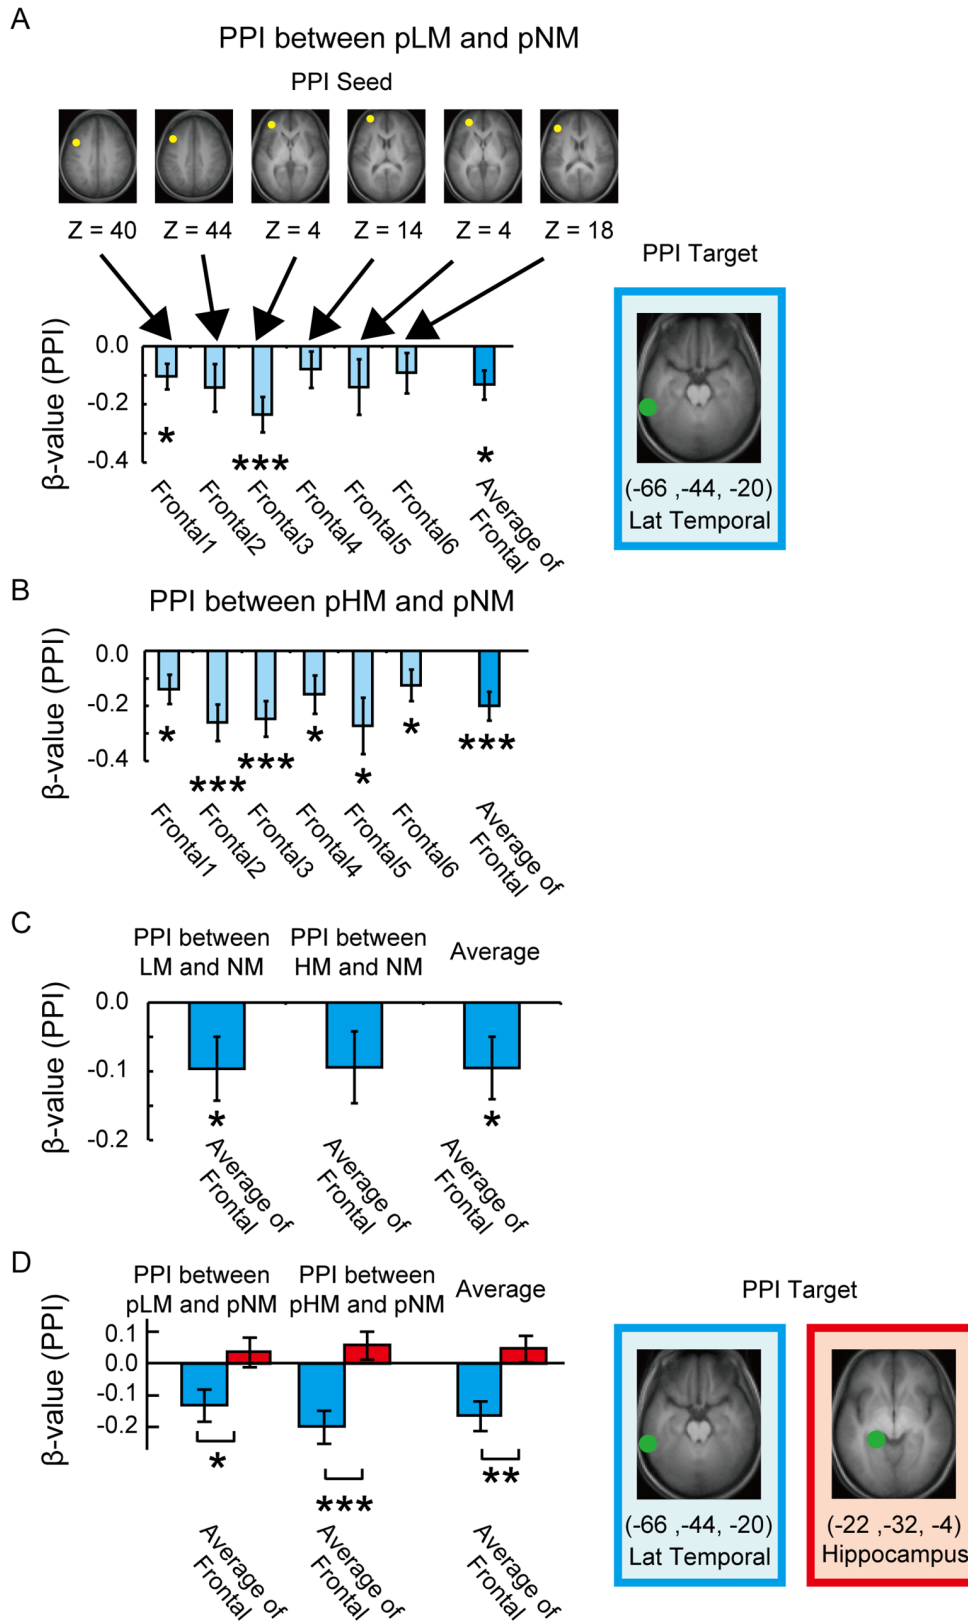 A
PPI between pLM and pNM
PPI Seed
Z = 40 Z = 44 Z = 4 Z = 14 Z = 4 Z = 18
PPI Target
β-value (PPI)
0.0
-0.2
-0.4
* *** *
Frontal1 Frontal2 Frontal3 Frontal4 Frontal5 Frontal6 Average of
Frontal
(-66 ,-44, -20)
Lat Temporal
B
PPI between pHM and pNM
β-value (PPI)
0.0
-0.2
-0.4
* *** *** * * * ***
Frontal1 Frontal2 Frontal3 Frontal4 Frontal5 Frontal6 Average of
Frontal
C
PPI between
LM and NM
PPI between
HM and NM
Average
β-value (PPI)
0.0
-0.1
-0.2
* *
Average of
Frontal
Average of
Frontal
Average of
Frontal
D
PPI between
pLM and pNM
PPI between
pHM and pNM
Average
PPI Target
β-value (PPI)
0.1
0.0
-0.1
-0.2
* *** **
Average of
Frontal
Average of
Frontal
Average of
Frontal
(-66 ,-44, -20)
Lat Temporal
(-22 ,-32, -4)
Hippocampus